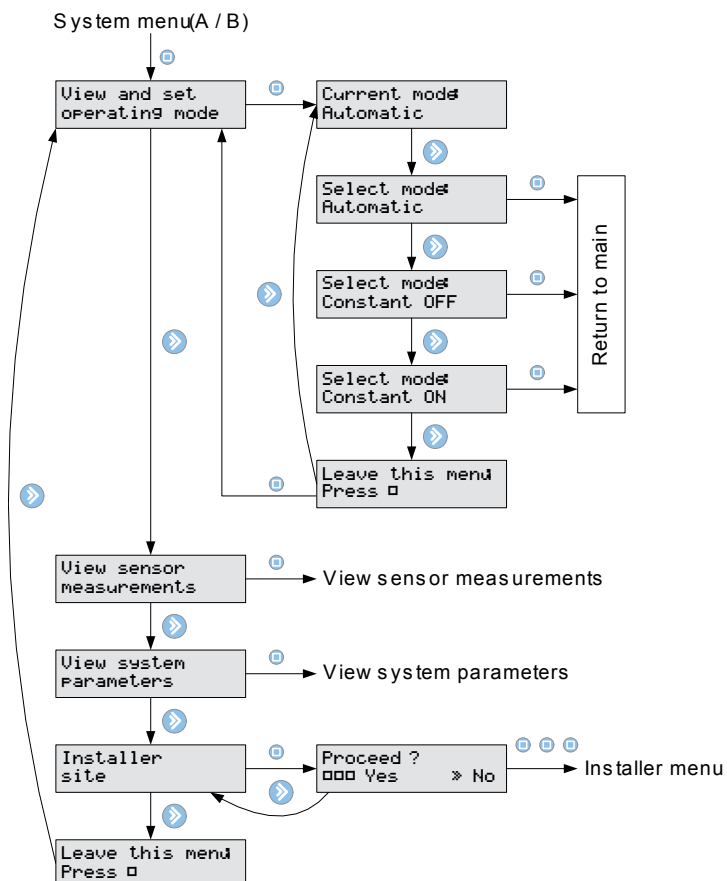 System menu(A / B)
View and set
operating mode
Current mode:
Automatic
Select mode:
Automatic
Select mode:
Constant OFF
Select mode:
Constant ON
Leave this menu:
Press □
Return to main
View sensor
measurements
View sensor measurements
View system
parameters
View system parameters
Installer
site
Proceed ?
□□□ Yes » No
Installer menu
Leave this menu:
Press □